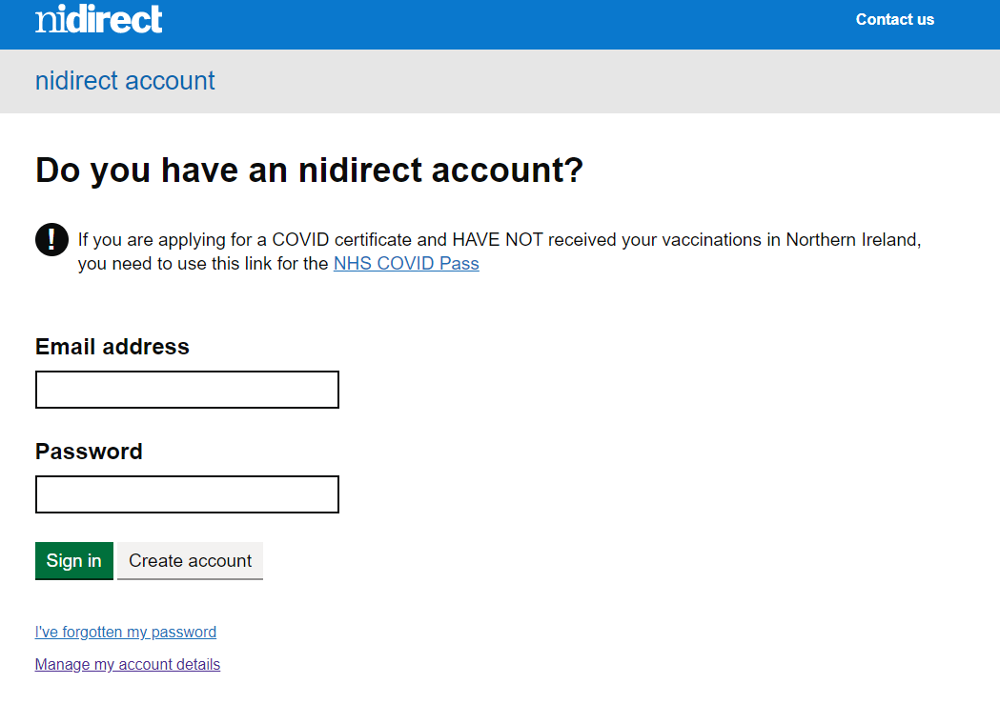 nidirect
Contact us
nidirect account
Do you have an nidirect account?
! If you are applying for a COVID certificate and HAVE NOT received your vaccinations in Northern Ireland,
you need to use this link for the NHS COVID Pass
Email address
Password
Sign in
Create account
I've forgotten my password
Manage my account details